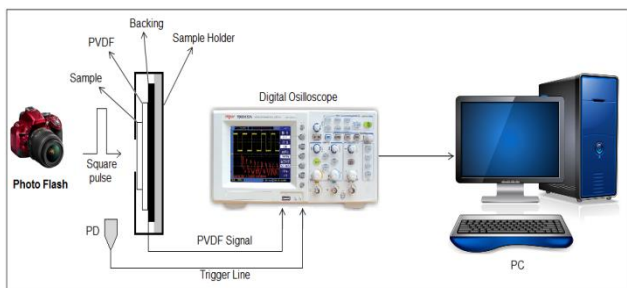 Backing
PVDF
Sample Holder
Sample
Digital Osilloscope
Square
pulse
Photo Flash
PD
PVDF Signal
Trigger Line
PC